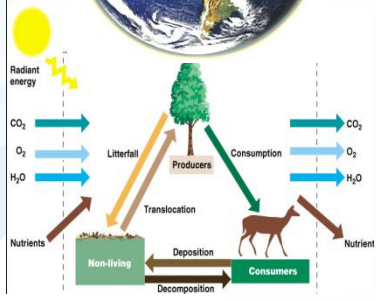 Radiant
energy
CO₂
O₂
H₂O
Nutrients
Litterfall
Producers
Consumption
Translocation
Non-living
Deposition
Decomposition
Consumers
CO₂
O₂
H₂O
Nutrient